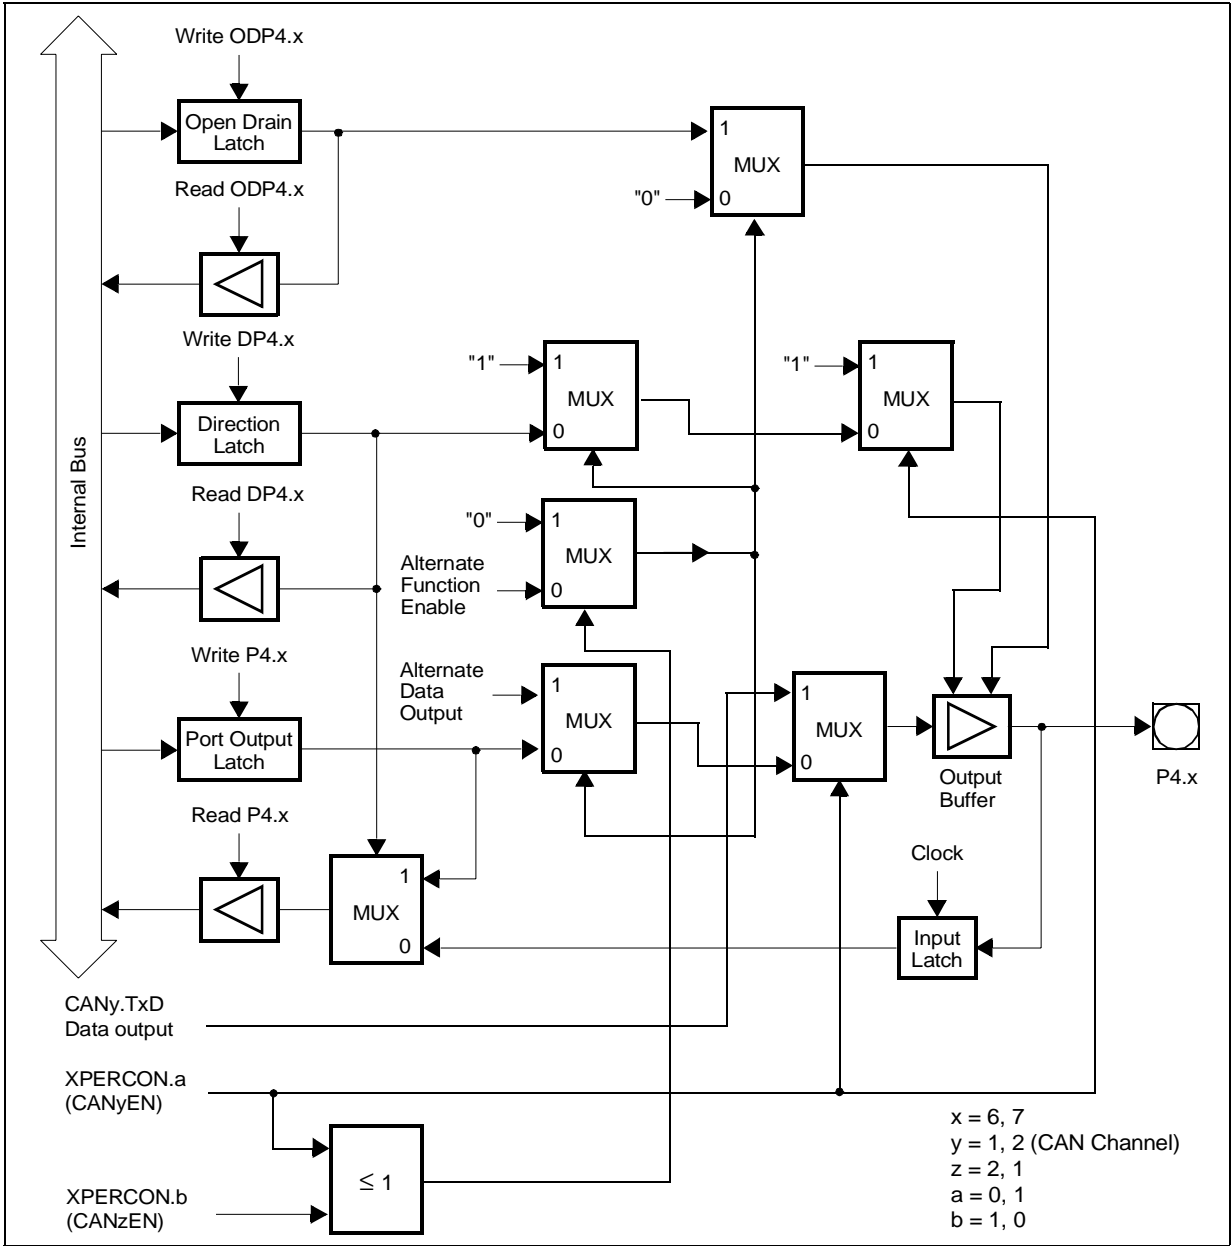 Write ODP4.x
Open Drain
Latch
1
MUX
"0"
0
Read ODP4.x
Write DP4.x
"1"
1
MUX
0
"1"
1
MUX
0
Direction
Latch
Internal Bus
Read DP4.x
"0"
1
MUX
0
Alternate
Function
Enable
Write P4.x
Alternate
Data
Output
1
MUX
0
1
MUX
0
Port Output
Latch
Output
Buffer
P4.x
Read P4.x
1
MUX
0
Clock
Input
Latch
CANy.TxD
Data output
XPERCON.a
(CANyEN)
≤ 1
XPERCON.b
(CANzEN)
x = 6, 7
y = 1, 2 (CAN Channel)
z = 2, 1
a = 0, 1
b = 1, 0